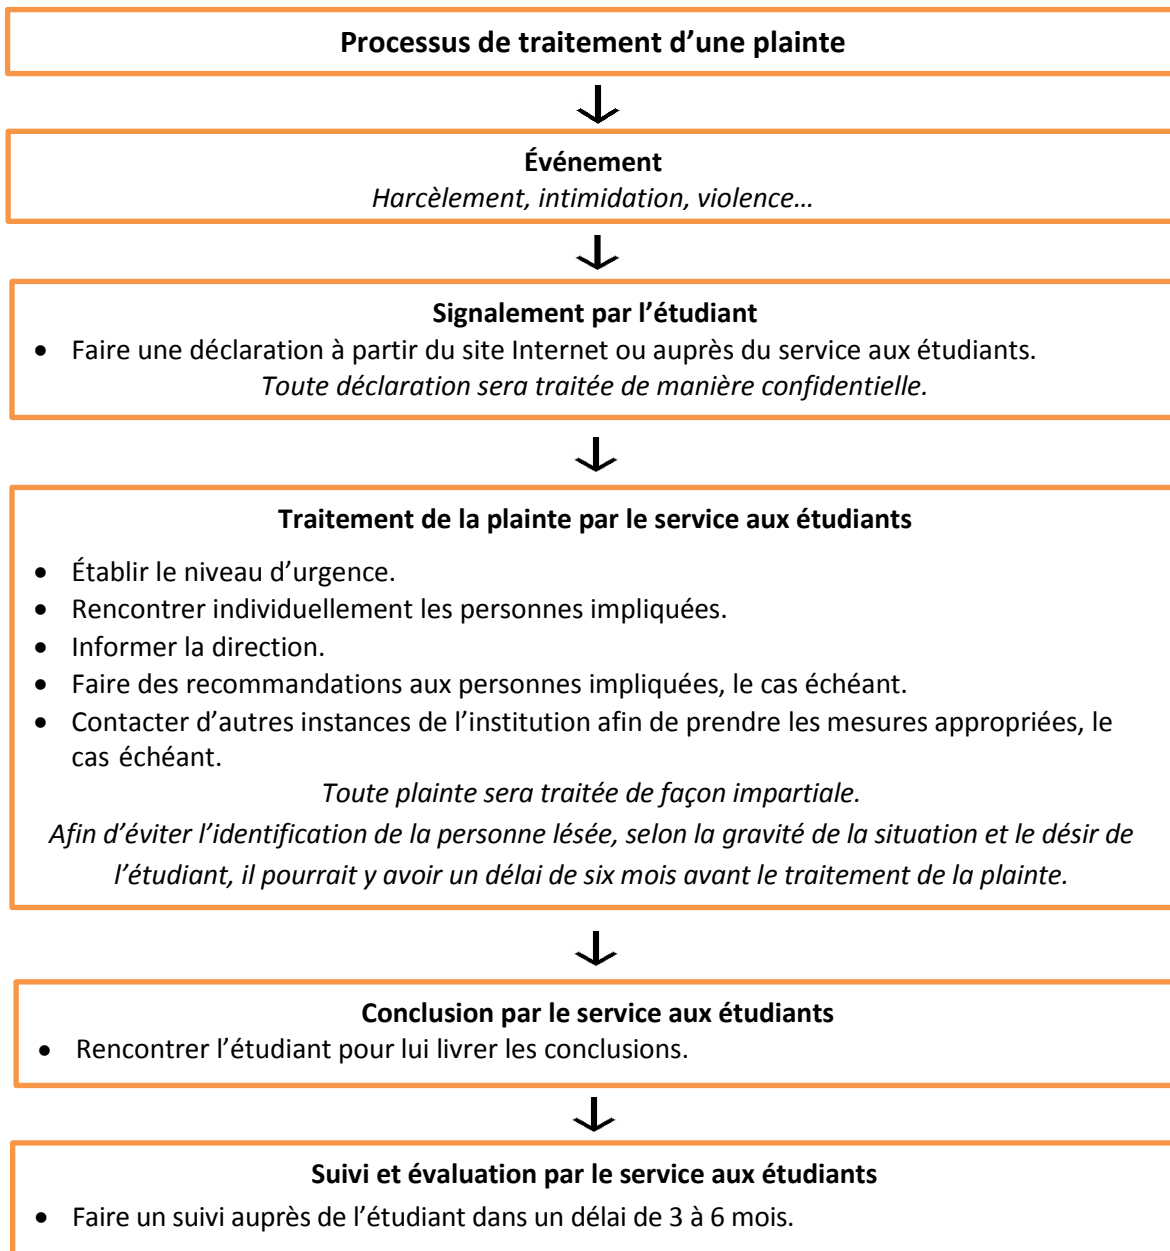 Processus de traitement d’une plainte
Événement
Harcèlement, intimidation, violence…
Signalement par l’étudiant
• Faire une déclaration à partir du site Internet ou auprès du service aux étudiants.
Toute déclaration sera traitée de manière confidentielle.
Traitement de la plainte par le service aux étudiants
• Établir le niveau d’urgence.
• Rencontrer individuellement les personnes impliquées.
• Informer la direction.
• Faire des recommandations aux personnes impliquées, le cas échéant.
• Contacter d’autres instances de l’institution afin de prendre les mesures appropriées, le
cas échéant.
Toute plainte sera traitée de façon impartiale.
Afin d’éviter l’identification de la personne lésée, selon la gravité de la situation et le désir de
l’étudiant, il pourrait y avoir un délai de six mois avant le traitement de la plainte.
Conclusion par le service aux étudiants
• Rencontrer l’étudiant pour lui livrer les conclusions.
Suivi et évaluation par le service aux étudiants
• Faire un suivi auprès de l’étudiant dans un délai de 3 à 6 mois.